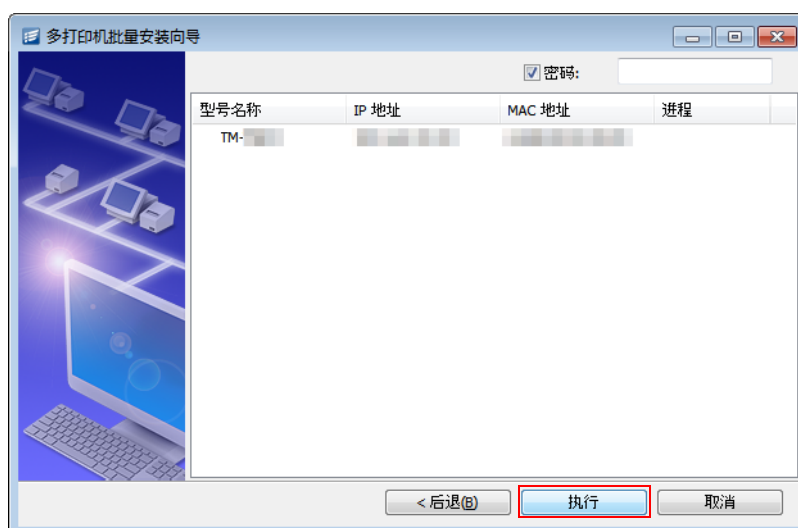 多打印机批量安装向导
密码:
型号名称 IP 地址 MAC 地址 进程
TM-
< 后退(B) 执行 取消